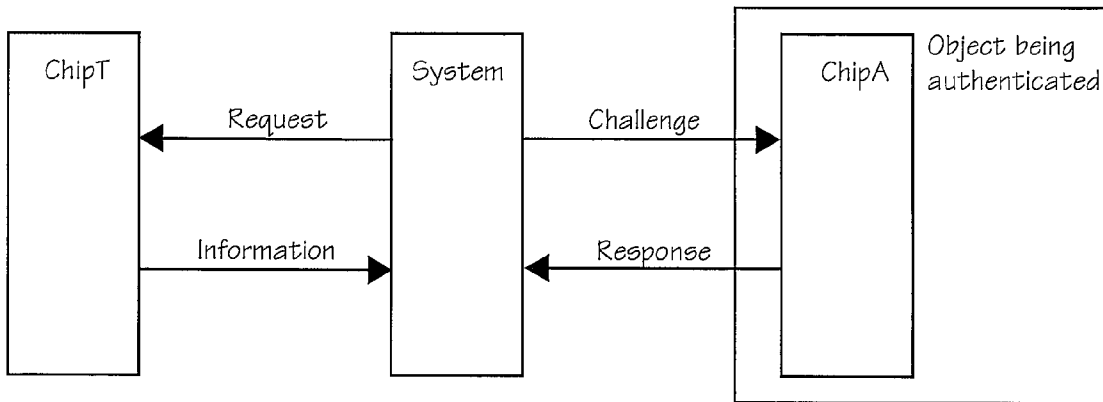 ChipT
System
ChipA
Object being
authenticated
Request
Challenge
Information
Response